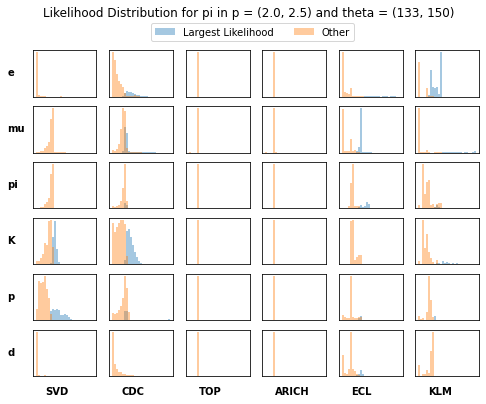 Likelihood Distribution for pi in p = (2.0, 2.5) and theta = (133, 150)
Largest Likelihood Other
e
mu
pi
K
p
d
SVD CDC TOP ARICH ECL KLM